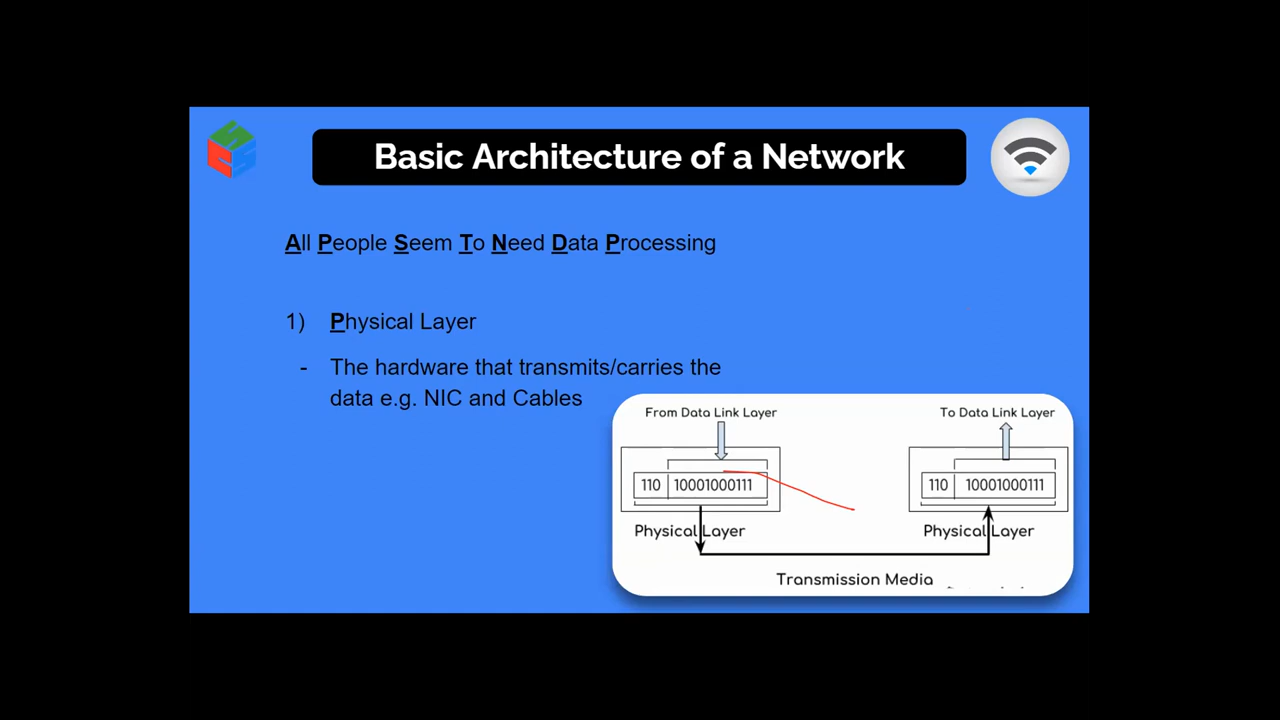 Basic Architecture of a Network
All People Seem To Need Data Processing
1) Physical Layer
- The hardware that transmits/carries the
data e.g. NIC and Cables
From Data Link Layer
To Data Link Layer
110 10001000111
110 10001000111
Physical Layer
Physical Layer
Transmission Media